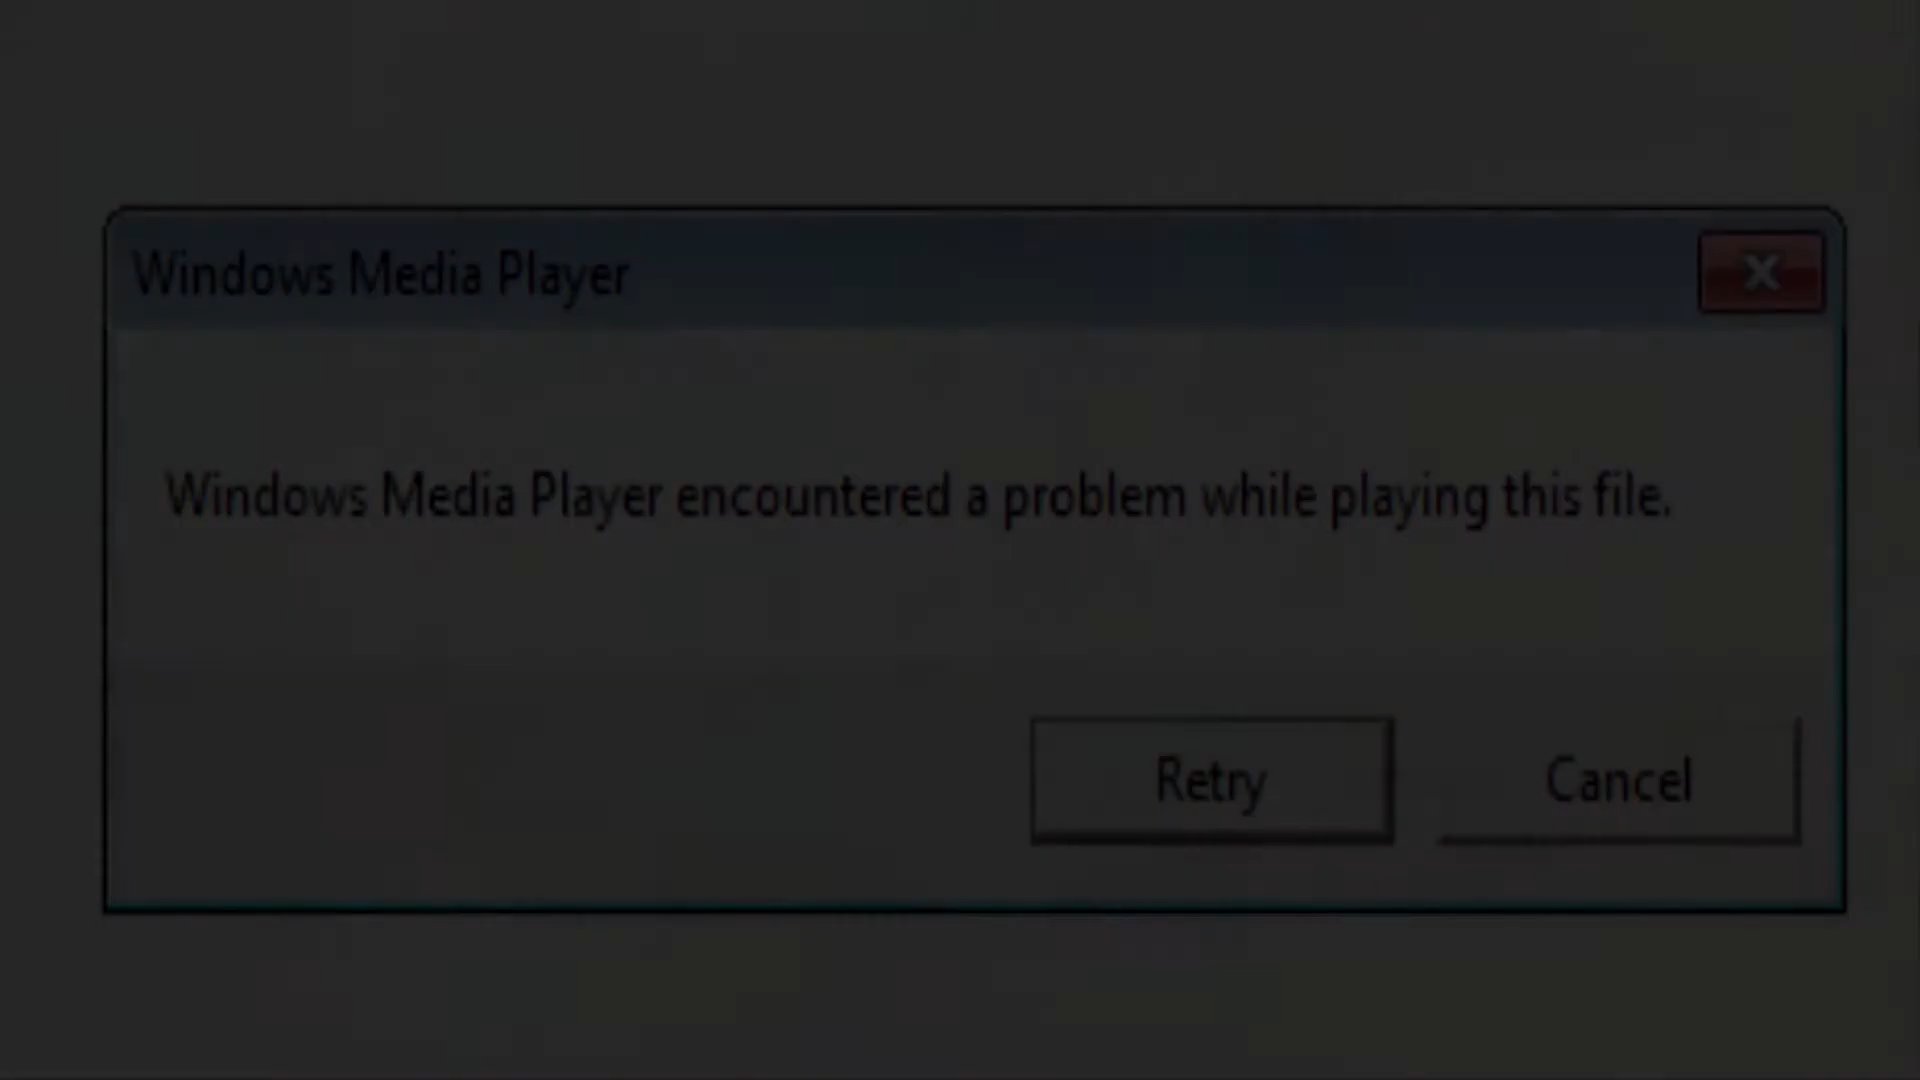 Windows Media Player
Windows Media Player encountered a problem while playing this file.
Retry
Cancel